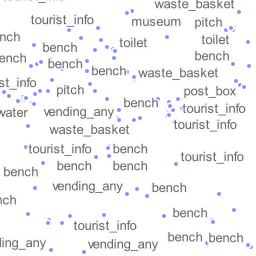 waste_basket
tourist_info museum pitch
nch toilet toilet
bench bench
ench bench
bench waste_basket
st_info pitch post_box
bench
water vending_any tourist_info
waste_basket tourist_info
tourist_info bench tourist_info
bench bench
bench
vending_any bench
nch
bench
tourist_info
bench bench
ding_any vending_any